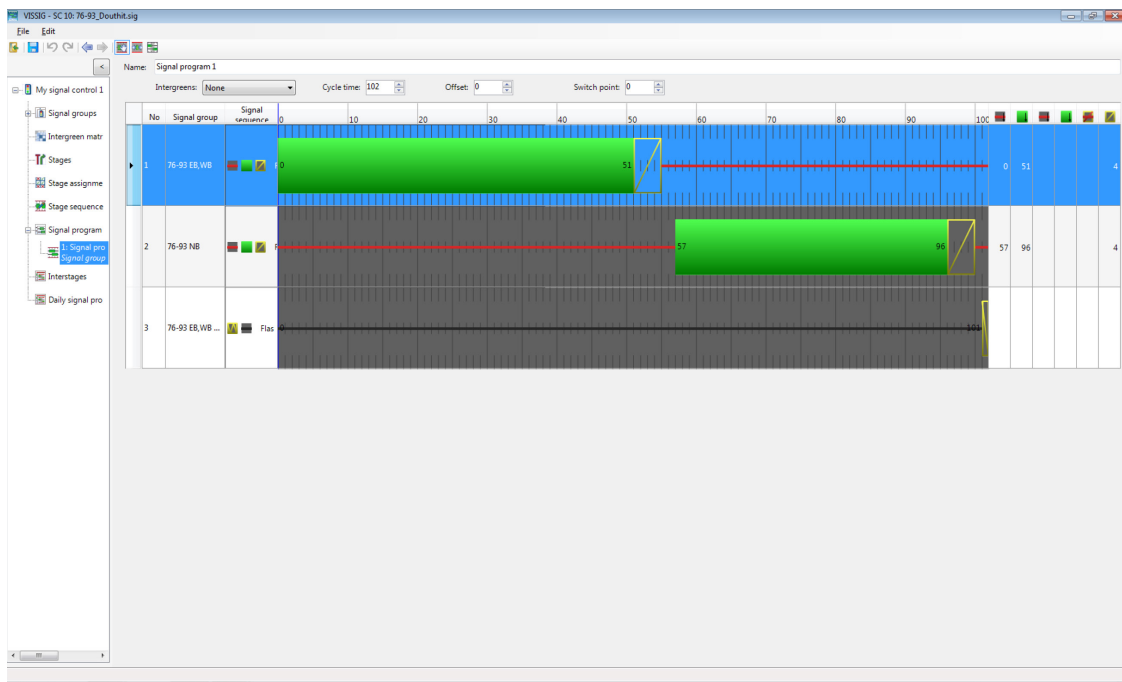 VISSIG - SC 10: 76-93_Douthit.sig
File Edit
<
Name: Signal program 1
My signal control 1
Intergreens: None Cycle time: 102 Offset: 0 Switch point: 0
Signal groups
No Signal group Signal sequence 0 10 20 30 40 50 60 70 80 90 100
Intergreen matr
Stages
1 76-93 EB,WB F 0 51 0 51 4
Stage assignme
Stage sequence
Signal program
1: Signal pro
Signal group
2 76-93 NB F 57 96 57 96 4
Interstages
Daily signal pro
3 76-93 EB,WB ... Flas 0 101